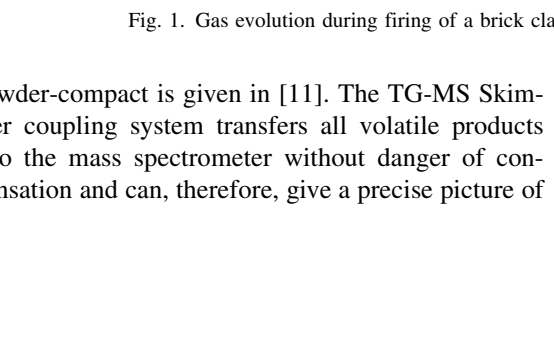 Fig. 1. Gas evolution during firing of a brick cla
wder-compact is given in [11]. The TG-MS Skim-
r coupling system transfers all volatile products
o the mass spectrometer without danger of con-
nsation and can, therefore, give a precise picture of